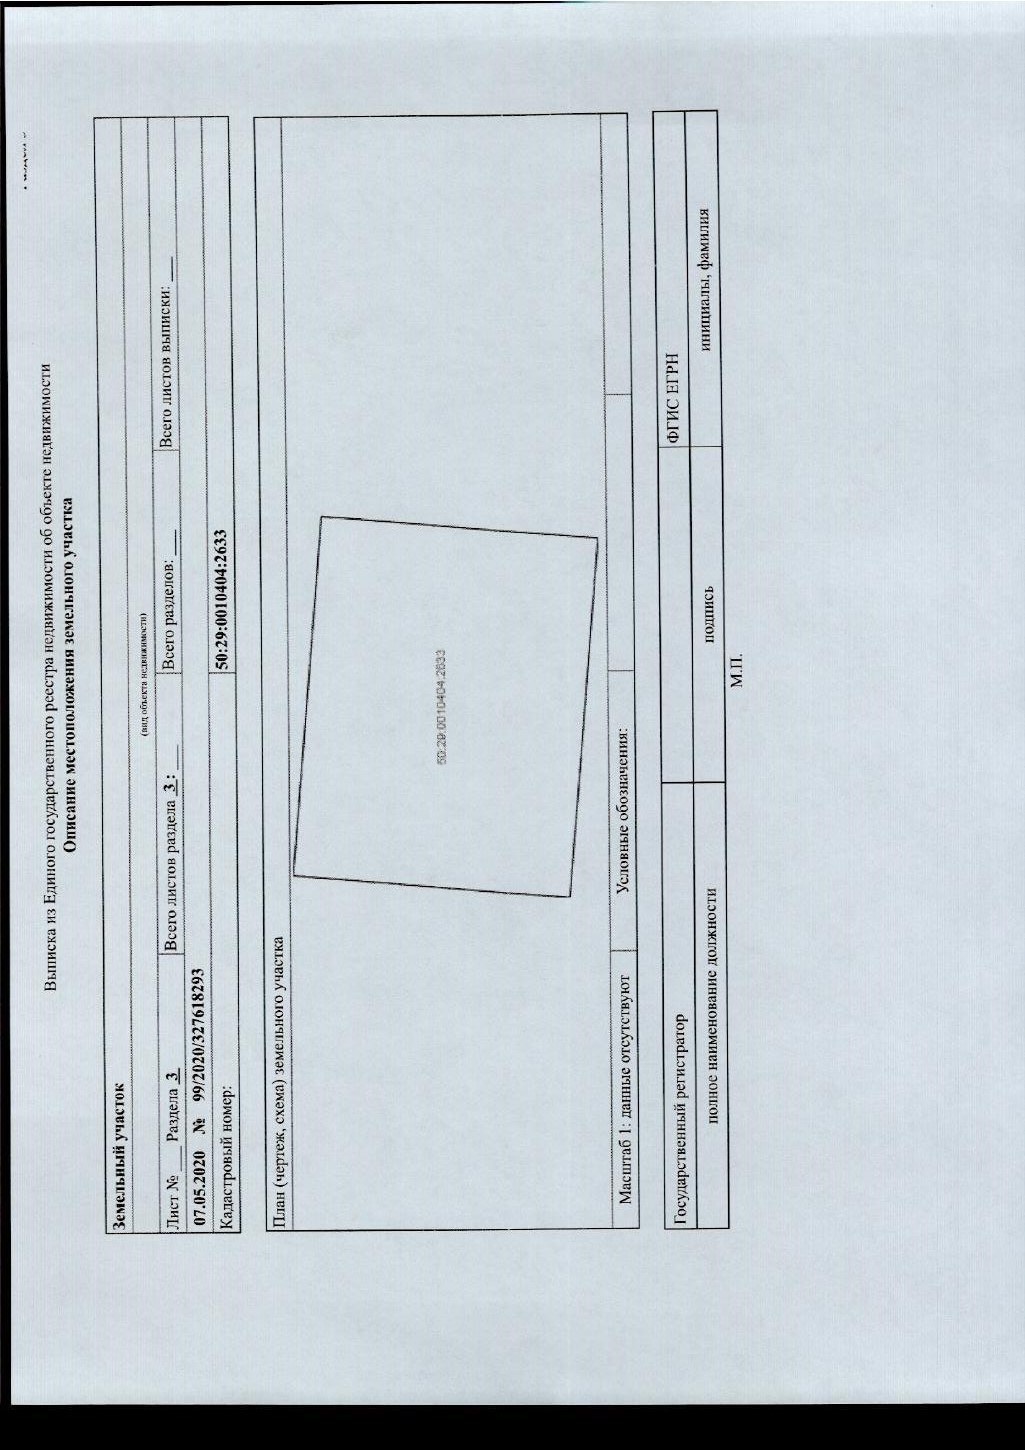 Выписка из Единого государственного реестра недвижимости об объекте недвижимости
Описание местоположения земельного участка
Земельный участок
(вид объекта недвижимости)
Лист № ___ Раздела 3 Всего листов раздела 3 : ___ Всего разделов: ___ Всего листов выписки: ___
07.05.2020 № 99/2020/327618293
Кадастровый номер: 50:29:0010404:2633
План (чертеж, схема) земельного участка
50:29:0010404:2633
Масштаб 1: данные отсутствуют Условные обозначения:
Государственный регистратор ФГИС ЕГРН
полное наименование должности подпись инициалы, фамилия
М.П.